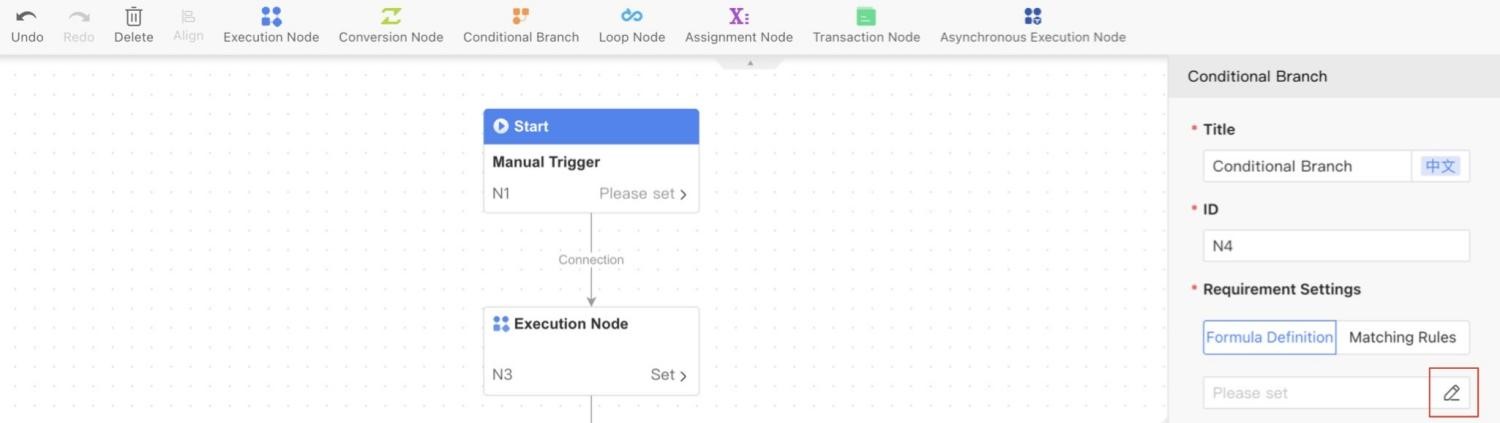 Undo Redo Delete Align Execution Node Conversion Node Conditional Branch Loop Node Assignment Node Transaction Node Asynchronous Execution Node
Start
Manual Trigger
N1 Please set
Connection
Execution Node
N3 Set
Conditional Branch
* Title
Conditional Branch 中文
* ID
N4
* Requirement Settings
Formula Definition Matching Rules
Please set